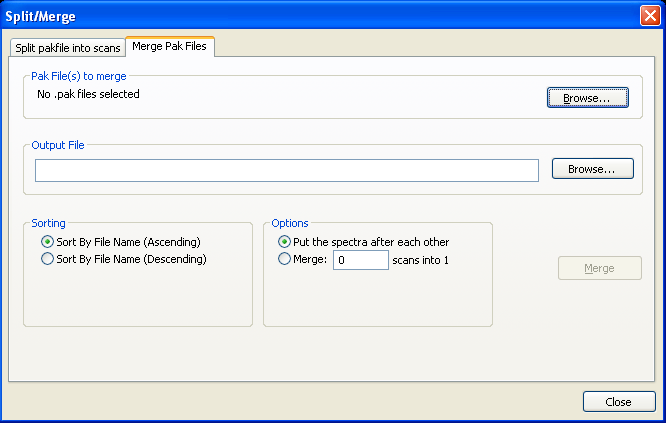 Split/Merge
Split pakfile into scans
Merge Pak Files
Pak File(s) to merge
No .pak files selected
Browse...
Output File
Browse...
Sorting
Sort By File Name (Ascending)
Sort By File Name (Descending)
Options
Put the spectra after each other
Merge: 0 scans into 1
Merge
Close